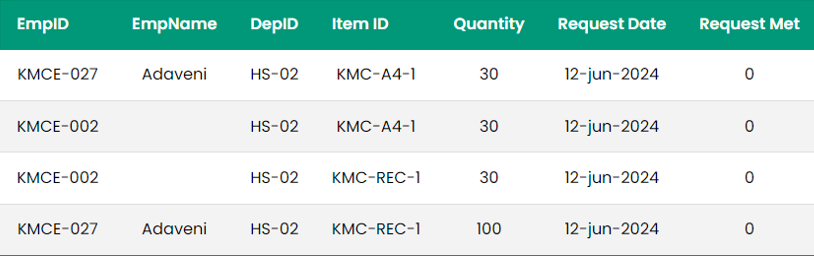 EmpID EmpName DepID Item ID Quantity Request Date Request Met
KMCE-027 Adaveni HS-02 KMC-A4-1 30 12-jun-2024 0
KMCE-002 HS-02 KMC-A4-1 30 12-jun-2024 0
KMCE-002 HS-02 KMC-REC-1 30 12-jun-2024 0
KMCE-027 Adaveni HS-02 KMC-REC-1 100 12-jun-2024 0